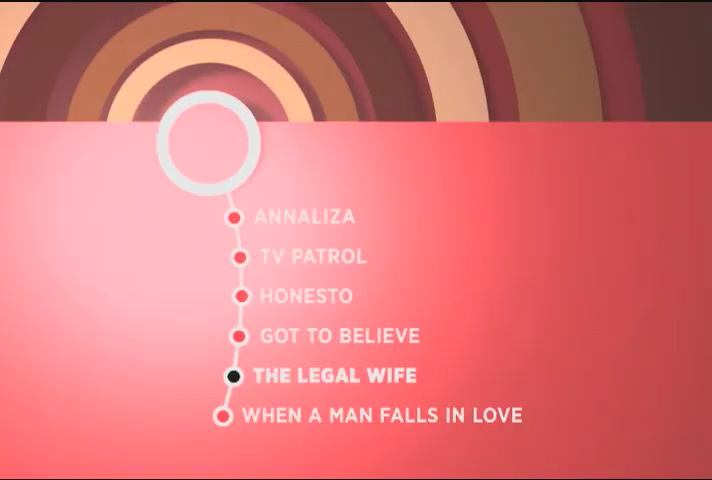 ANNALIZA
TV PATROL
HONESTO
GOT TO BELIEVE
THE LEGAL WIFE
WHEN A MAN FALLS IN LOVE